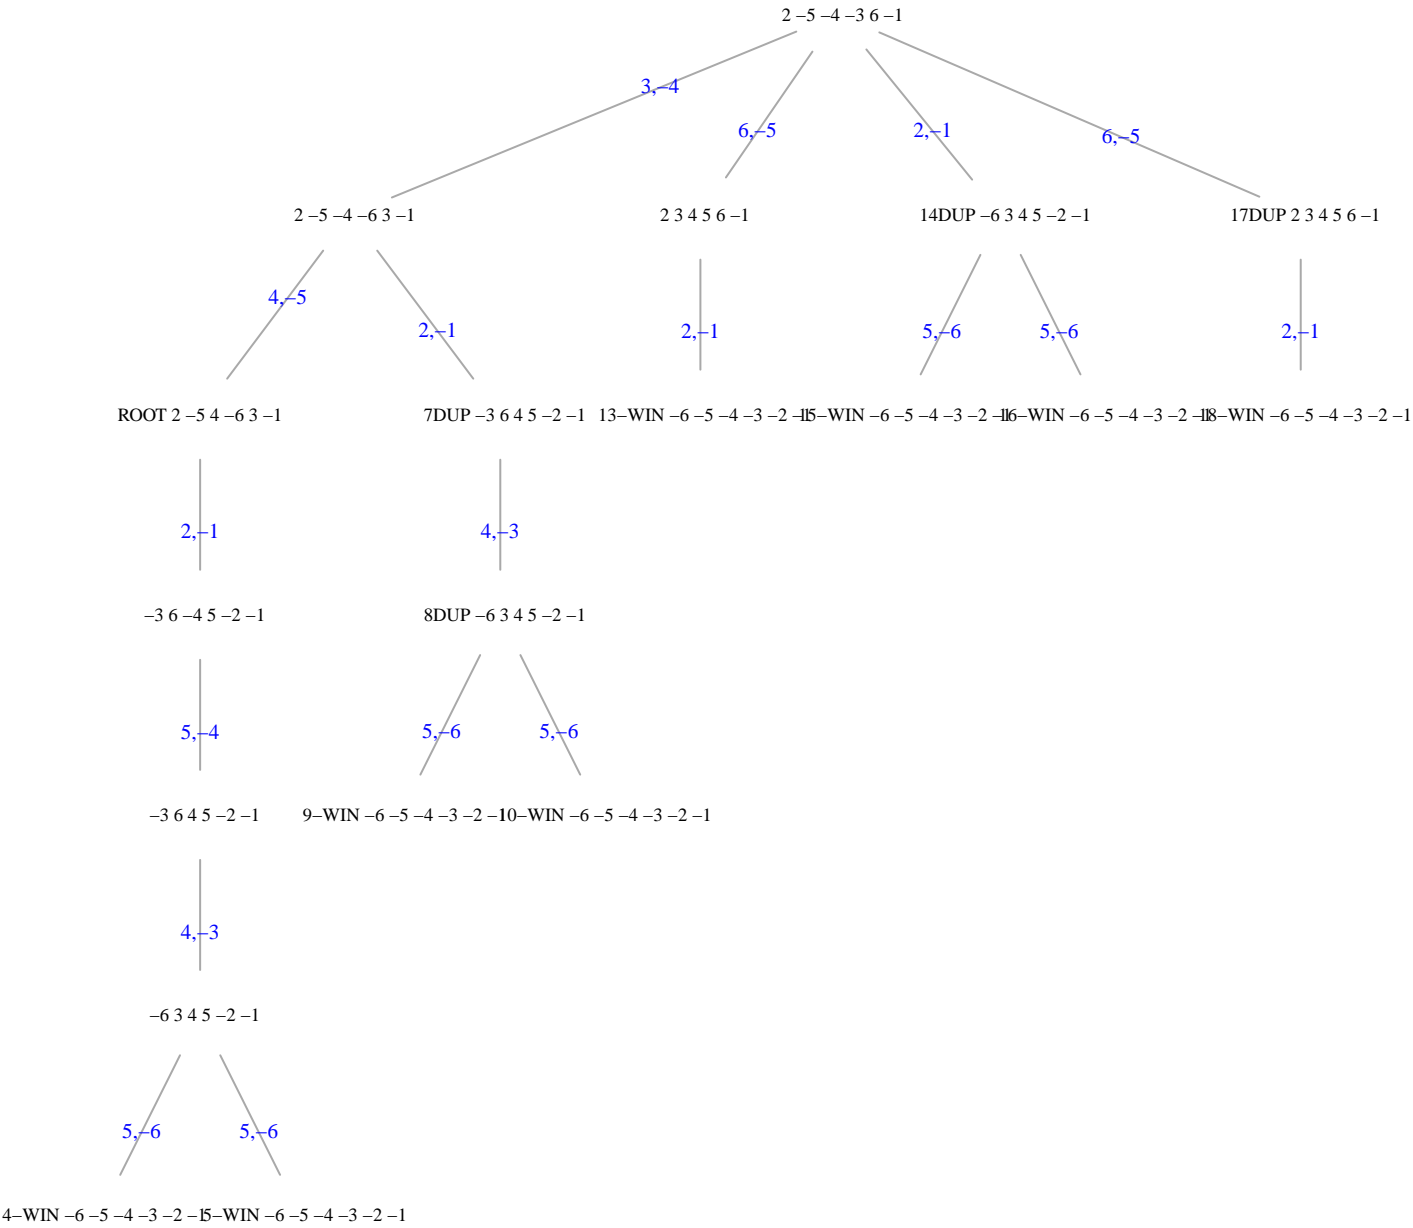 2 –5 –4 –3 6 –1
3,–4
6,–5
2,–1
6,–5
2 –5 –4 –6 3 –1
2 3 4 5 6 –1
14DUP –6 3 4 5 –2 –1
17DUP 2 3 4 5 6 –1
4,–5
2,–1
2,–1
5,–6
5,–6
2,–1
ROOT 2 –5 4 –6 3 –1
7DUP –3 6 4 5 –2 –1
13–WIN –6 –5 –4 –3 –2 –1
15–WIN –6 –5 –4 –3 –2 –1
16–WIN –6 –5 –4 –3 –2 –1
18–WIN –6 –5 –4 –3 –2 –1
2,–1
4,–3
–3 6 –4 5 –2 –1
8DUP –6 3 4 5 –2 –1
5,–4
5,–6
5,–6
–3 6 4 5 –2 –1
9–WIN –6 –5 –4 –3 –2 –1
10–WIN –6 –5 –4 –3 –2 –1
4,–3
–6 3 4 5 –2 –1
5,–6
5,–6
4–WIN –6 –5 –4 –3 –2 –1
5–WIN –6 –5 –4 –3 –2 –1